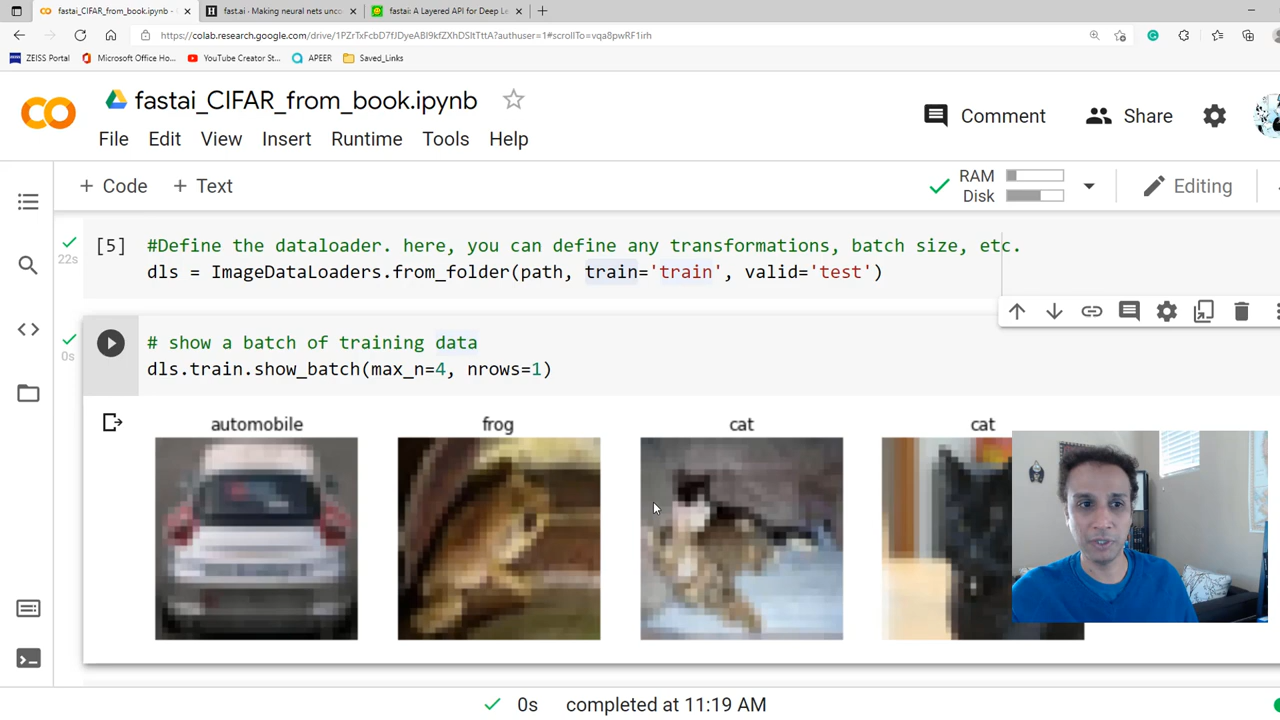 fastai_CIFAR_from_book.ipynb -
fast.ai - Making neural nets unco
fastai: A Layered API for Deep Le
https://colab.research.google.com/drive/1PZrTxFcbD7fJDyeA8I9kfZXhDSltTttA?authuser=1#scrollTo=vqa8pwRF1irh
ZEISS Portal
Microsoft Office Ho...
YouTube Creator St...
APEER
Saved_Links
fastai_CIFAR_from_book.ipynb
File Edit View Insert Runtime Tools Help
Comment
Share
+ Code + Text
RAM
Disk
Editing
[5]
22s
#Define the dataloader. here, you can define any transformations, batch size, etc.
dls = ImageDataLoaders.from_folder(path, train='train', valid='test')
0s
# show a batch of training data
dls.train.show_batch(max_n=4, nrows=1)
automobile frog cat cat
0s completed at 11:19 AM